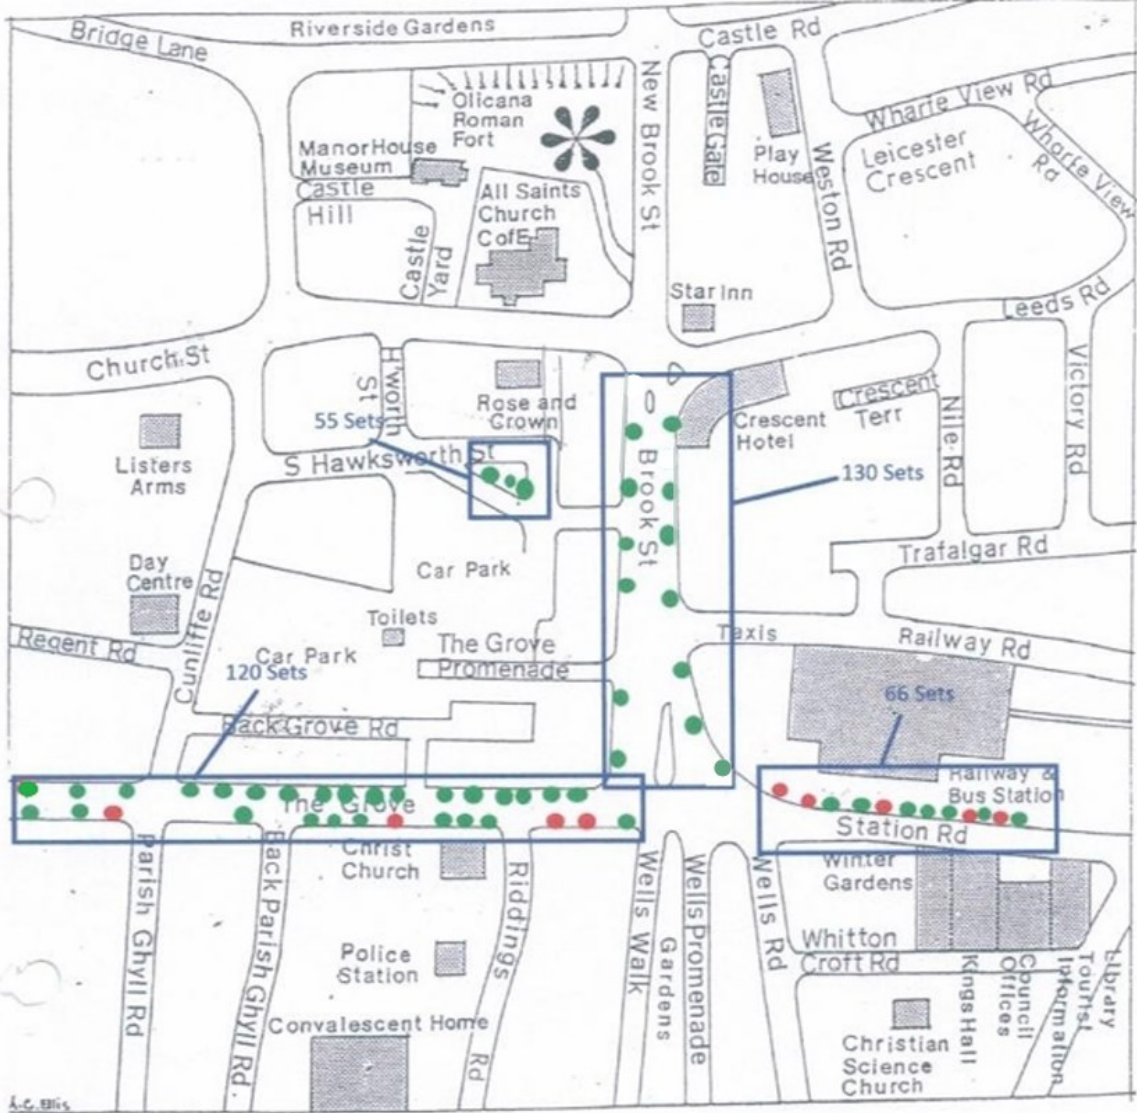 Riverside Gardens
Bridge Lane
Castle Rd
Castle Gate
New Brook St
Wharfe View Rd
Wharfe View
Rd
Olicana
Roman
Fort
Manor House
Museum
Play
House
Weston Rd
Leicester
Crescent
Castle
Hill
All Saints
Church
CofE
Castle
Yard
Star Inn
Leeds Rd
Church St
H'worth
St
Rose and
Crown
Crescent
Terr
Crescent
Hotel
Nile Rd
Victory Rd
55 Sets
S Hawksworth St
Listers
Arms
Brook St
130 Sets
Trafalgar Rd
Car Park
Day
Centre
Toilets
Cunliffe Rd
Regent Rd
Car Park
The Grove
Promenade
Taxis
Railway Rd
120 Sets
66 Sets
Back Grove Rd
Railway &
Bus Station
The Grove
Station Rd
Parish Ghyll Rd
Back Parish Ghyll Rd
Christ
Church
Riddings
Rd
Wells Walk
Gardens
Wells Promenade
Wells Rd
Winter
Gardens
Police
Station
Whitton
Croft Rd
Kings Hall
Council
Offices
Tourist
Information
Library
Convalescent Home
Christian
Science
Church
A.C. Ellis